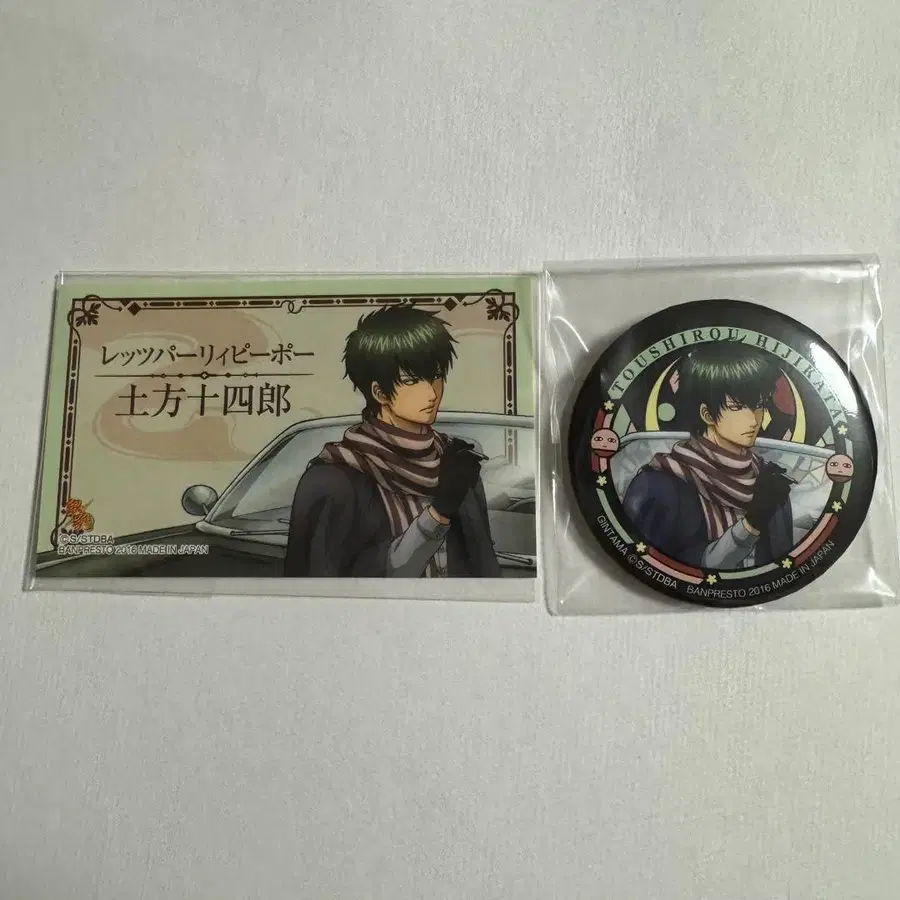 レッツパーリィピーポー
土方十四郎
©S/STDBA
BANPRESTO 2016 MADE IN JAPAN
TOUSHIROU HIJIKATA
GINTAMA ©S/STDBA BANPRESTO 2016 MADE IN JAPAN